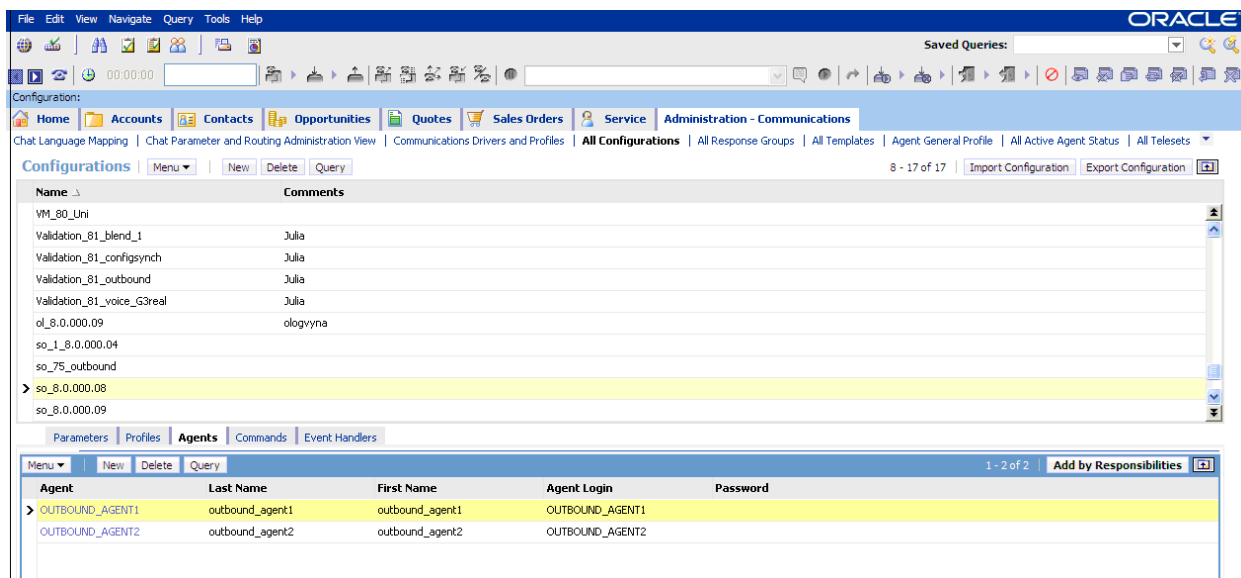 File Edit View Navigate Query Tools Help
ORACLE
Saved Queries:
00:00:00
Configuration:
Home Accounts Contacts Opportunities Quotes Sales Orders Service Administration - Communications
Chat Language Mapping | Chat Parameter and Routing Administration View | Communications Drivers and Profiles | All Configurations | All Response Groups | All Templates | Agent General Profile | All Active Agent Status | All Telesets
Configurations Menu New Delete Query 8 - 17 of 17 Import Configuration Export Configuration
Name Comments
VM_80_Uni
Validation_81_blend_1 Julia
Validation_81_configsynch Julia
Validation_81_outbound Julia
Validation_81_voice_G3real Julia
ol_8.0.000.09 ologvyna
so_1_8.0.000.04
so_75_outbound
so_8.0.000.08
so_8.0.000.09
Parameters Profiles Agents Commands Event Handlers
Menu New Delete Query 1 - 2 of 2 Add by Responsibilities
Agent Last Name First Name Agent Login Password
OUTBOUND_AGENT1 outbound_agent1 outbound_agent1 OUTBOUND_AGENT1
OUTBOUND_AGENT2 outbound_agent2 outbound_agent2 OUTBOUND_AGENT2